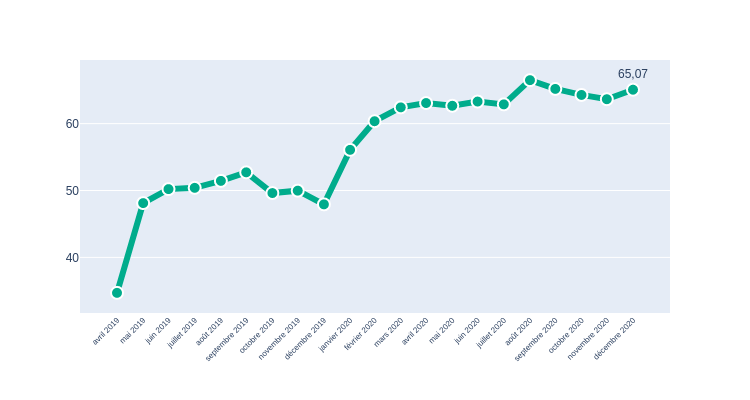 65,07
60
50
40
avril 2019
mai 2019
juin 2019
juillet 2019
août 2019
septembre 2019
octobre 2019
novembre 2019
décembre 2019
janvier 2020
février 2020
mars 2020
avril 2020
mai 2020
juin 2020
juillet 2020
août 2020
septembre 2020
octobre 2020
novembre 2020
décembre 2020